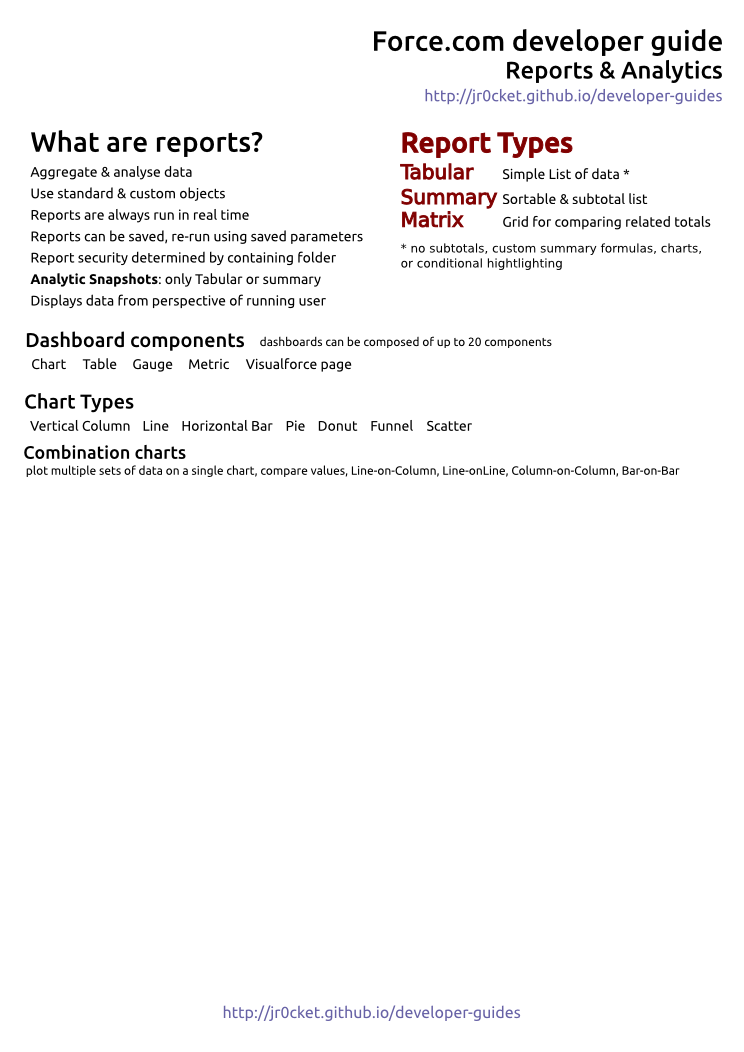 Force.com developer guide
Reports & Analytics
http://jr0cket.github.io/developer-guides
What are reports?
Aggregate & analyse data
Use standard & custom objects
Reports are always run in real time
Reports can be saved, re-run using saved parameters
Report security determined by containing folder
Analytic Snapshots: only Tabular or summary
Displays data from perspective of running user
Report Types
Tabular Simple List of data *
Summary Sortable & subtotal list
Matrix Grid for comparing related totals
* no subtotals, custom summary formulas, charts,
or conditional hightlighting
Dashboard components dashboards can be composed of up to 20 components
Chart Table Gauge Metric Visualforce page
Chart Types
Vertical Column Line Horizontal Bar Pie Donut Funnel Scatter
Combination charts
plot multiple sets of data on a single chart, compare values, Line-on-Column, Line-onLine, Column-on-Column, Bar-on-Bar
http://jr0cket.github.io/developer-guides